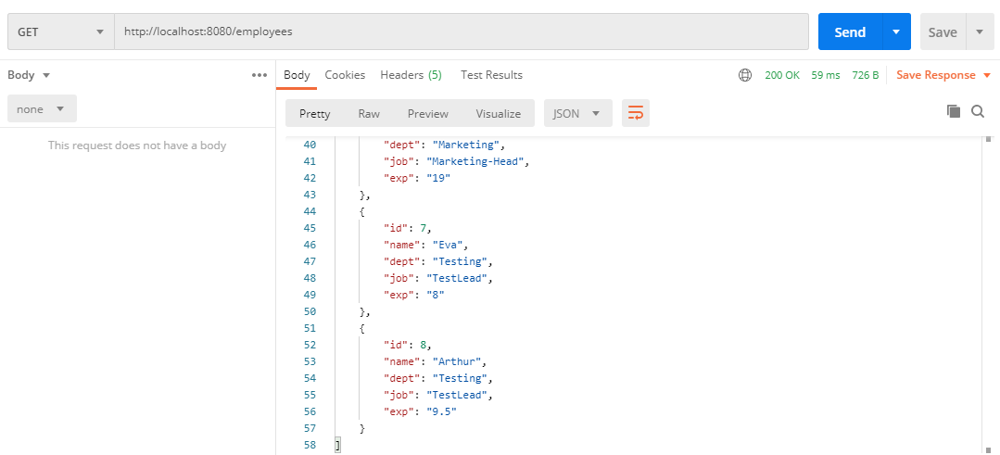 GET http://localhost:8080/employees Send Save
Body Body Cookies Headers (5) Test Results 200 OK 59 ms 726 B Save Response
none Pretty Raw Preview Visualize JSON
This request does not have a body
40 "dept": "Marketing",
41 "job": "Marketing-Head",
42 "exp": "19"
43 },
44 {
45 "id": 7,
46 "name": "Eva",
47 "dept": "Testing",
48 "job": "TestLead",
49 "exp": "8"
50 },
51 {
52 "id": 8,
53 "name": "Arthur",
54 "dept": "Testing",
55 "job": "TestLead",
56 "exp": "9.5"
57 }
58 ]